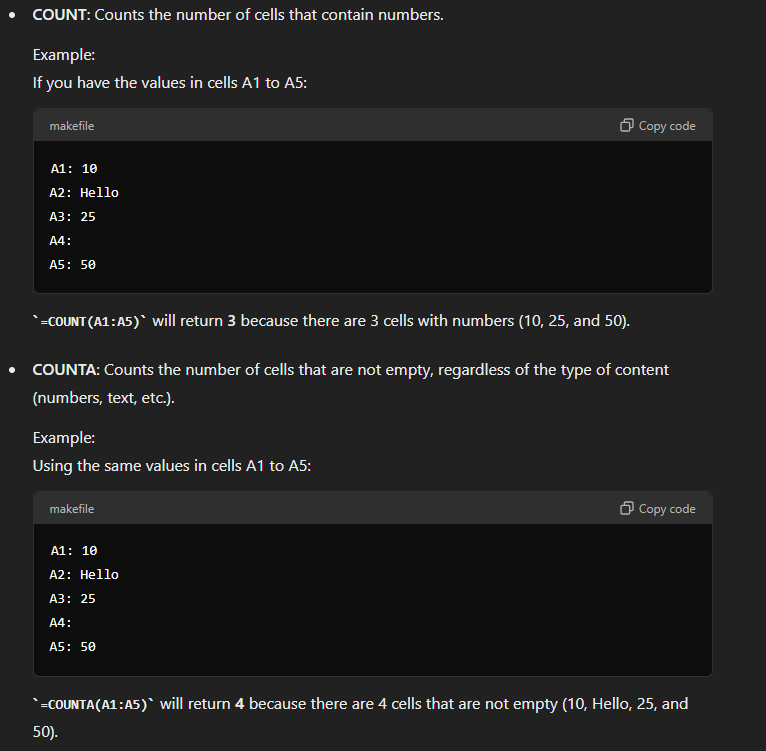 • COUNT: Counts the number of cells that contain numbers.
Example:
If you have the values in cells A1 to A5:
makefile Copy code
A1: 10
A2: Hello
A3: 25
A4:
A5: 50
`=COUNT(A1:A5)` will return 3 because there are 3 cells with numbers (10, 25, and 50).
• COUNTA: Counts the number of cells that are not empty, regardless of the type of content
(numbers, text, etc.).
Example:
Using the same values in cells A1 to A5:
makefile Copy code
A1: 10
A2: Hello
A3: 25
A4:
A5: 50
`=COUNTA(A1:A5)` will return 4 because there are 4 cells that are not empty (10, Hello, 25, and
50).